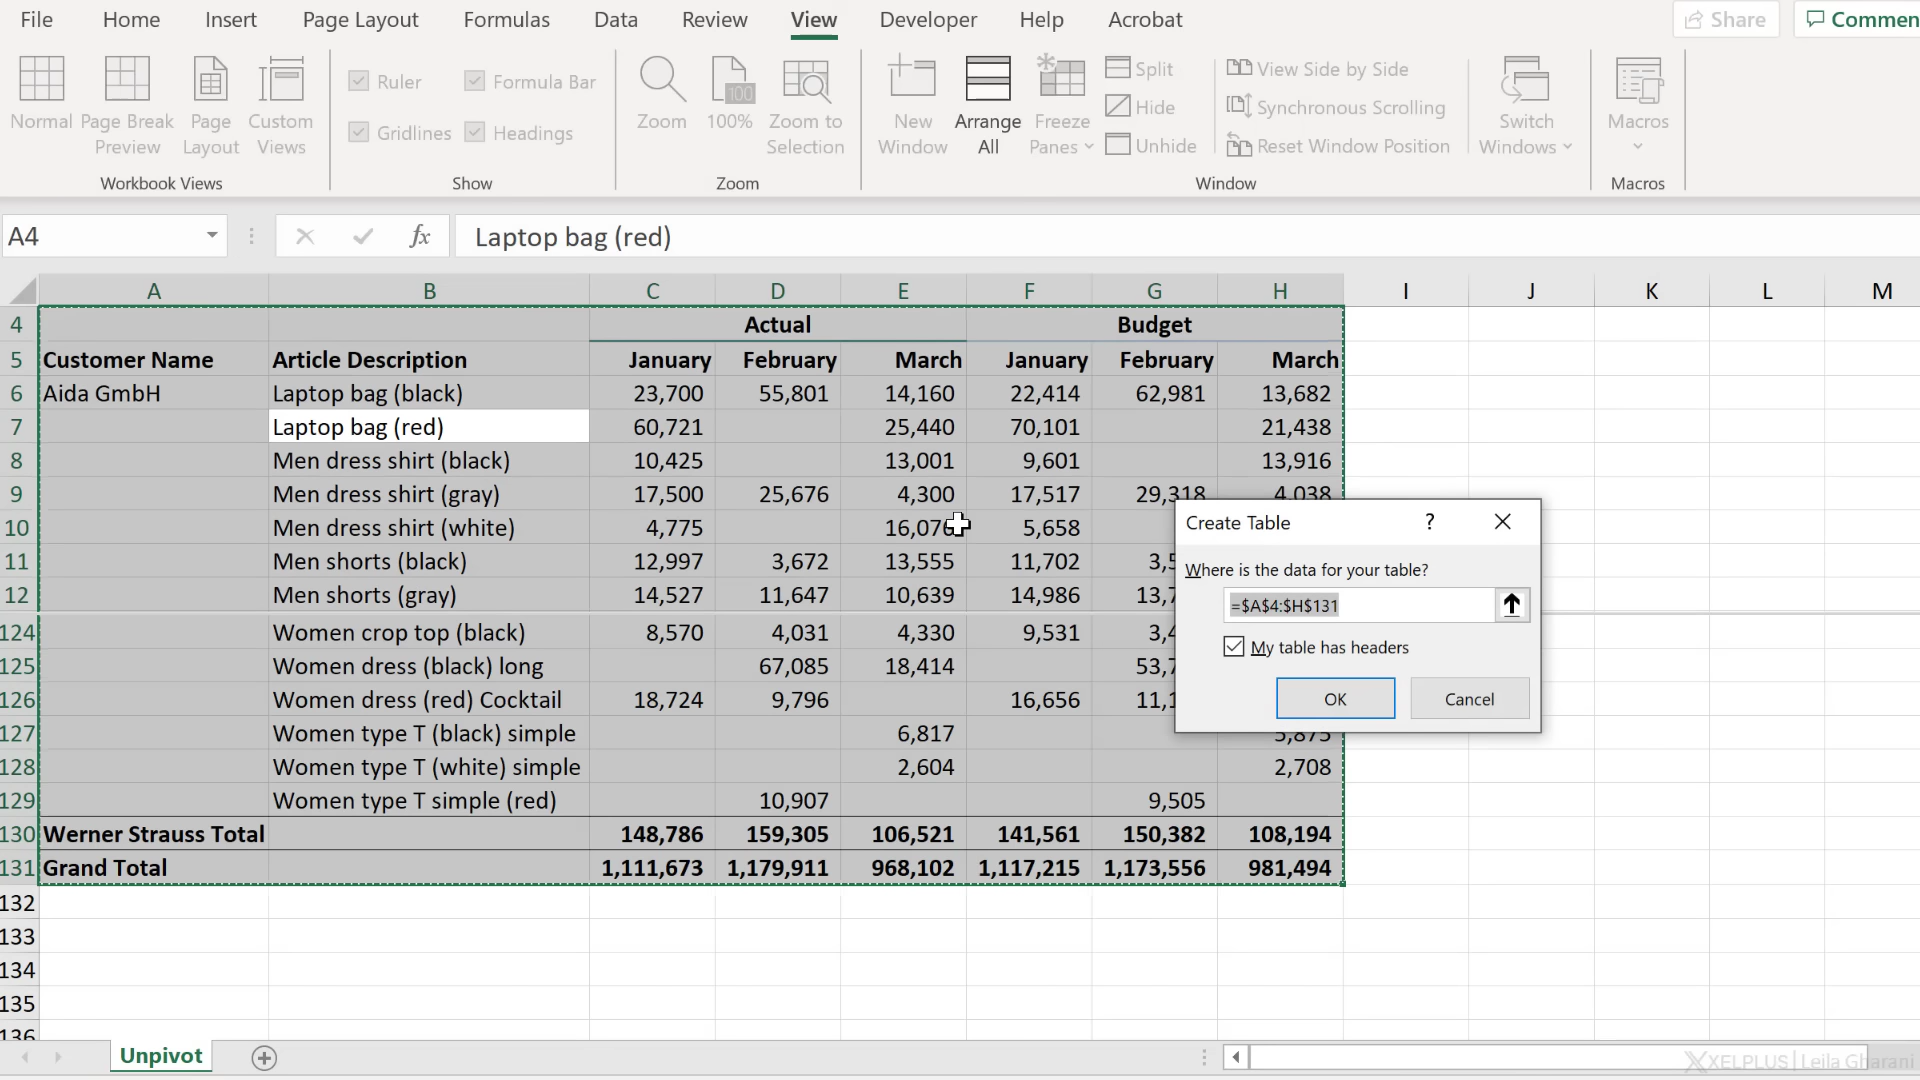 File Home Insert Page Layout Formulas Data Review View Developer Help Acrobat Share Commen
Normal Page Break Preview Page Layout Custom Views
Workbook Views
Ruler Formula Bar
Gridlines Headings
Show
Zoom 100% Zoom to Selection
Zoom
New Window Arrange All Freeze Panes
Split View Side by Side
Hide Synchronous Scrolling
Unhide Reset Window Position
Switch Windows
Window
Macros
Macros
A4 fx Laptop bag (red)
A B C D E F G H I J K L M
4 Actual Budget
5 Customer Name Article Description January February March January February March
6 Aida GmbH Laptop bag (black) 23,700 55,801 14,160 22,414 62,981 13,682
7 Laptop bag (red) 60,721 25,440 70,101 21,438
8 Men dress shirt (black) 10,425 13,001 9,601 13,916
9 Men dress shirt (gray) 17,500 25,676 4,300 17,517 29,318 4,038
10 Men dress shirt (white) 4,775 16,076 5,658
11 Men shorts (black) 12,997 3,672 13,555 11,702
12 Men shorts (gray) 14,527 11,647 10,639 14,986
124 Women crop top (black) 8,570 4,031 4,330 9,531
125 Women dress (black) long 67,085 18,414
126 Women dress (red) Cocktail 18,724 9,796 16,656
127 Women type T (black) simple 6,817 5,875
128 Women type T (white) simple 2,604 2,708
129 Women type T simple (red) 10,907 9,505
130 Werner Strauss Total 148,786 159,305 106,521 141,561 150,382 108,194
131 Grand Total 1,111,673 1,179,911 968,102 1,117,215 1,173,556 981,494
132
133
134
135
136
Create Table ?
Where is the data for your table?
=$A$4:$H$131
My table has headers
OK Cancel
Unpivot
XELPLUS | Leila Gharani